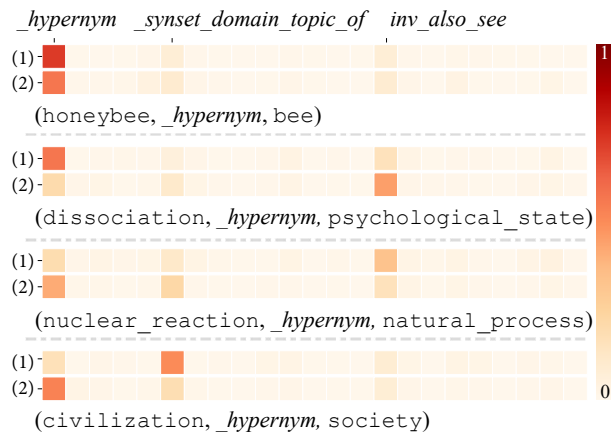 _hypernym _synset_domain_topic_of inv_also_see
1
(1)
(2)
(honeybee, _hypernym, bee)
(1)
(2)
(dissociation, _hypernym, psychological_state)
(1)
(2)
(nuclear_reaction, _hypernym, natural_process)
(1)
(2)
0
(civilization, _hypernym, society)